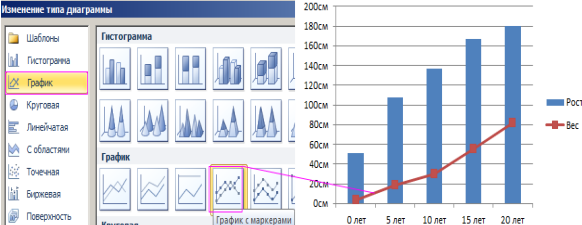 Изменение типа диаграммы
Шаблоны
Гистограмма
График
Круговая
Линейчатая
С областями
Точечная
Биржевая
Поверхность
Гистограмма
График
График с маркерами
Круговая
200см
180см
160см
140см
120см
100см
80см
60см
40см
20см
0см
0 лет
5 лет
10 лет
15 лет
20 лет
Рост
Вес